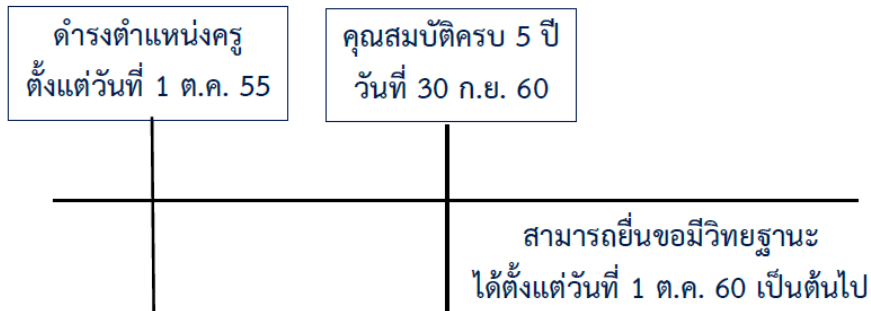 ดำรงตำแหน่งครู
ตั้งแต่วันที่ 1 ต.ค. 55
คุณสมบัติครบ 5 ปี
วันที่ 30 ก.ย. 60
สามารถยื่นขอมีวิทยฐานะ
ได้ตั้งแต่วันที่ 1 ต.ค. 60 เป็นต้นไป